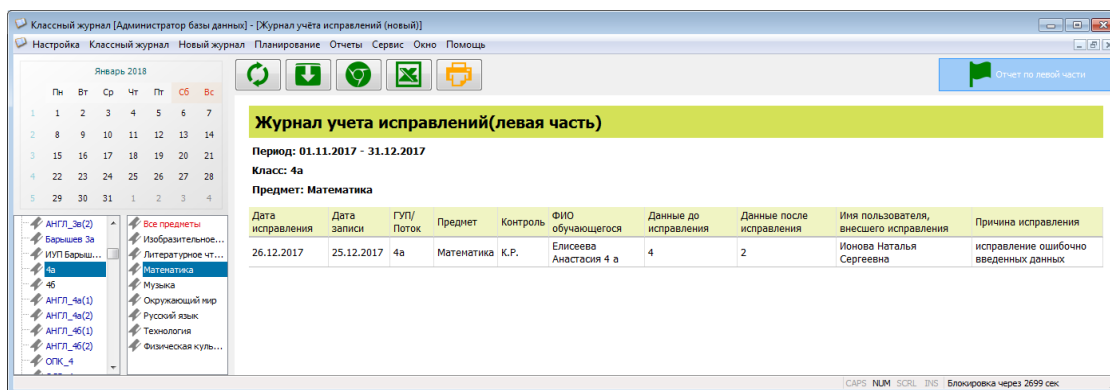 Классный журнал [Администратор базы данных] - [Журнал учёта исправлений (новый)]
Настройка Классный журнал Новый журнал Планирование Отчеты Сервис Окно Помощь
Январь 2018
Пн Вт Ср Чт Пт Сб Вс
1 1 2 3 4 5 6 7
2 8 9 10 11 12 13 14
3 15 16 17 18 19 20 21
4 22 23 24 25 26 27 28
5 29 30 31 1 2 3 4
АНГЛ_3в(2)
Барышев 3а
ИУП Барыш...
4а
4б
АНГЛ_4а(1)
АНГЛ_4а(2)
АНГЛ_4б(1)
АНГЛ_4б(2)
ОПК_4
Все предметы
Изобразительное...
Литературное чт...
Математика
Музыка
Окружающий мир
Русский язык
Технология
Физическая куль...
Отчет по левой части
Журнал учета исправлений(левая часть)
Период: 01.11.2017 - 31.12.2017
Класс: 4а
Предмет: Математика
Дата исправления Дата записи ГУП/ Поток Предмет Контроль ФИО обучающегося Данные до исправления Данные после исправления Имя пользователя, внесшего исправления Причина исправления
26.12.2017 25.12.2017 4а Математика К.Р. Елисеева Анастасия 4 а 4 2 Ионова Наталья Сергеевна исправление ошибочно введенных данных
CAPS NUM SCRL INS Блокировка через 2699 сек